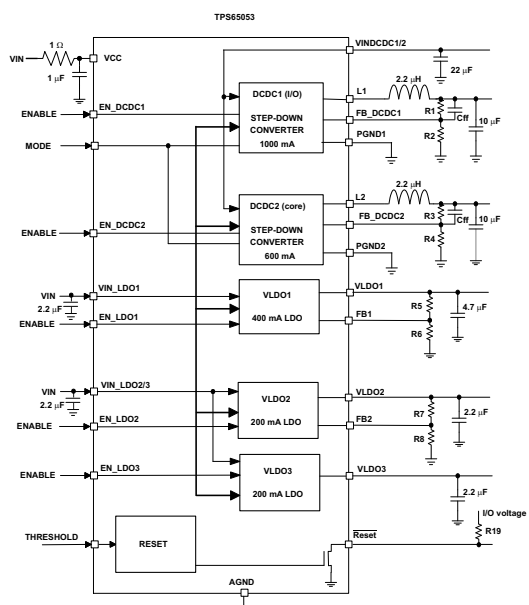 TPS65053
VIN
1 Ω
1 μF
VCC
VINDCDC1/2
22 μF
ENABLE
EN_DCDC1
MODE
DCDC1 (I/O)
STEP-DOWN
CONVERTER
1000 mA
L1
2.2 μH
FB_DCDC1
R1
R2
Cff
10 μF
PGND1
ENABLE
EN_DCDC2
DCDC2 (core)
STEP-DOWN
CONVERTER
600 mA
L2
2.2 μH
FB_DCDC2
R3
R4
Cff
10 μF
PGND2
VIN
2.2 μF
VIN_LDO1
ENABLE
EN_LDO1
VLDO1
400 mA LDO
VLDO1
FB1
R5
R6
4.7 μF
VIN
2.2 μF
VIN_LDO2/3
ENABLE
EN_LDO2
VLDO2
200 mA LDO
VLDO2
FB2
R7
R8
2.2 μF
ENABLE
EN_LDO3
VLDO3
200 mA LDO
VLDO3
2.2 μF
I/O voltage
R19
THRESHOLD
RESET
Reset
AGND